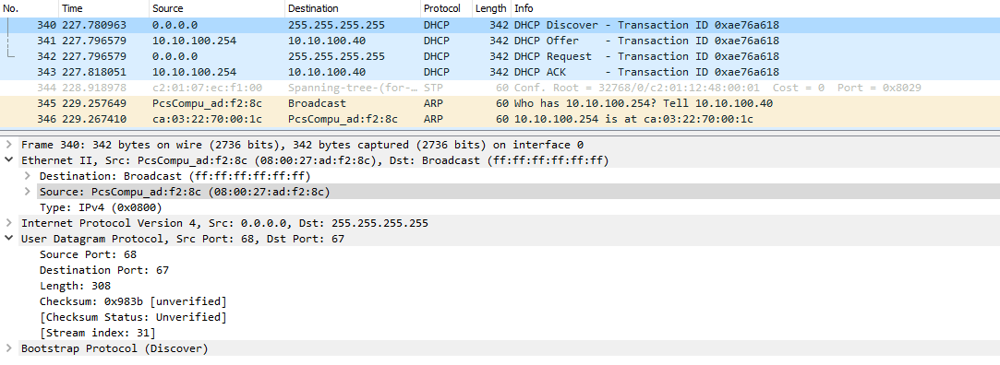 No. Time Source Destination Protocol Length Info
340 227.780963 0.0.0.0 255.255.255.255 DHCP 342 DHCP Discover - Transaction ID 0xae76a618
341 227.796579 10.10.100.254 10.10.100.40 DHCP 342 DHCP Offer - Transaction ID 0xae76a618
342 227.796579 0.0.0.0 255.255.255.255 DHCP 342 DHCP Request - Transaction ID 0xae76a618
343 227.818051 10.10.100.254 10.10.100.40 DHCP 342 DHCP ACK - Transaction ID 0xae76a618
344 228.918978 c2:01:07:ec:f1:00 Spanning-tree-(for-… STP 60 Conf. Root = 32768/0/c2:01:12:48:00:01 Cost = 0 Port = 0x8029
345 229.257649 PcsCompu_ad:f2:8c Broadcast ARP 60 Who has 10.10.100.254? Tell 10.10.100.40
346 229.267410 ca:03:22:70:00:1c PcsCompu_ad:f2:8c ARP 60 10.10.100.254 is at ca:03:22:70:00:1c
Frame 340: 342 bytes on wire (2736 bits), 342 bytes captured (2736 bits) on interface 0
Ethernet II, Src: PcsCompu_ad:f2:8c (08:00:27:ad:f2:8c), Dst: Broadcast (ff:ff:ff:ff:ff:ff)
Destination: Broadcast (ff:ff:ff:ff:ff:ff)
Source: PcsCompu_ad:f2:8c (08:00:27:ad:f2:8c)
Type: IPv4 (0x0800)
Internet Protocol Version 4, Src: 0.0.0.0, Dst: 255.255.255.255
User Datagram Protocol, Src Port: 68, Dst Port: 67
Source Port: 68
Destination Port: 67
Length: 308
Checksum: 0x983b [unverified]
[Checksum Status: Unverified]
[Stream index: 31]
Bootstrap Protocol (Discover)